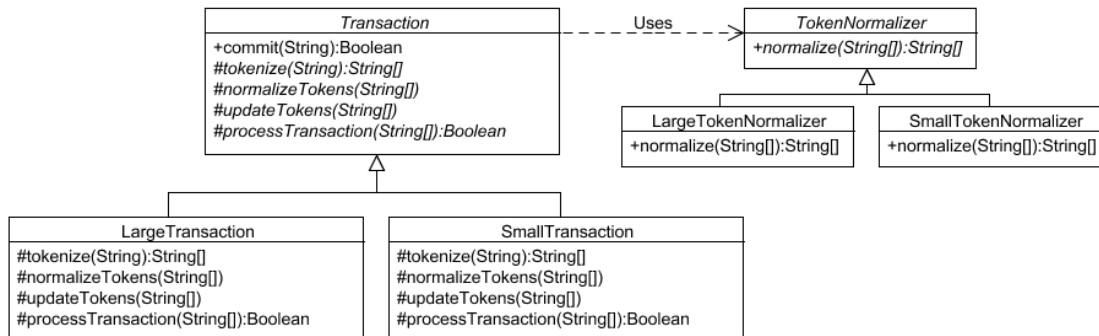 Transaction
+commit(String):Boolean
#tokenize(String):String[]
#normalizeTokens(String[])
#updateTokens(String[])
#processTransaction(String[]):Boolean
Uses
TokenNormalizer
+normalize(String[]):String[]
LargeTokenNormalizer
+normalize(String[]):String[]
SmallTokenNormalizer
+normalize(String[]):String[]
LargeTransaction
#tokenize(String):String[]
#normalizeTokens(String[])
#updateTokens(String[])
#processTransaction(String[]):Boolean
SmallTransaction
#tokenize(String):String[]
#normalizeTokens(String[])
#updateTokens(String[])
#processTransaction(String[]):Boolean